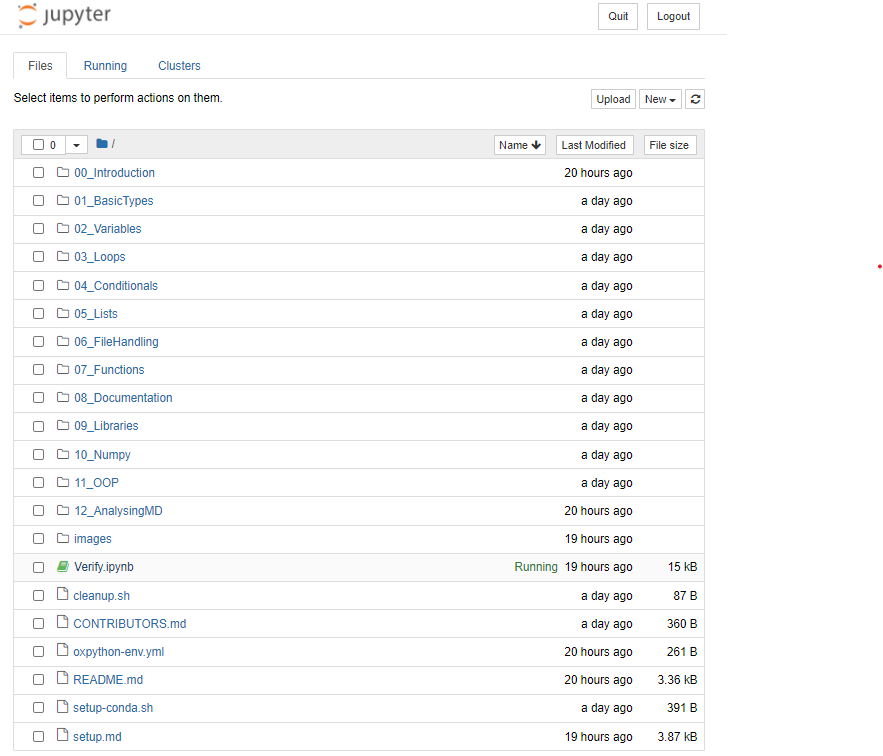 jupyter Quit Logout
Files Running Clusters
Select items to perform actions on them. Upload New
0 / Name Last Modified File size
00_Introduction 20 hours ago
01_BasicTypes a day ago
02_Variables a day ago
03_Loops a day ago
04_Conditionals a day ago
05_Lists a day ago
06_FileHandling a day ago
07_Functions a day ago
08_Documentation a day ago
09_Libraries a day ago
10_Numpy a day ago
11_OOP a day ago
12_AnalysingMD 20 hours ago
images 19 hours ago
Verify.ipynb Running 19 hours ago 15 kB
cleanup.sh a day ago 87 B
CONTRIBUTORS.md a day ago 360 B
oxpython-env.yml 20 hours ago 261 B
README.md 20 hours ago 3.36 kB
setup-conda.sh a day ago 391 B
setup.md 19 hours ago 3.87 kB